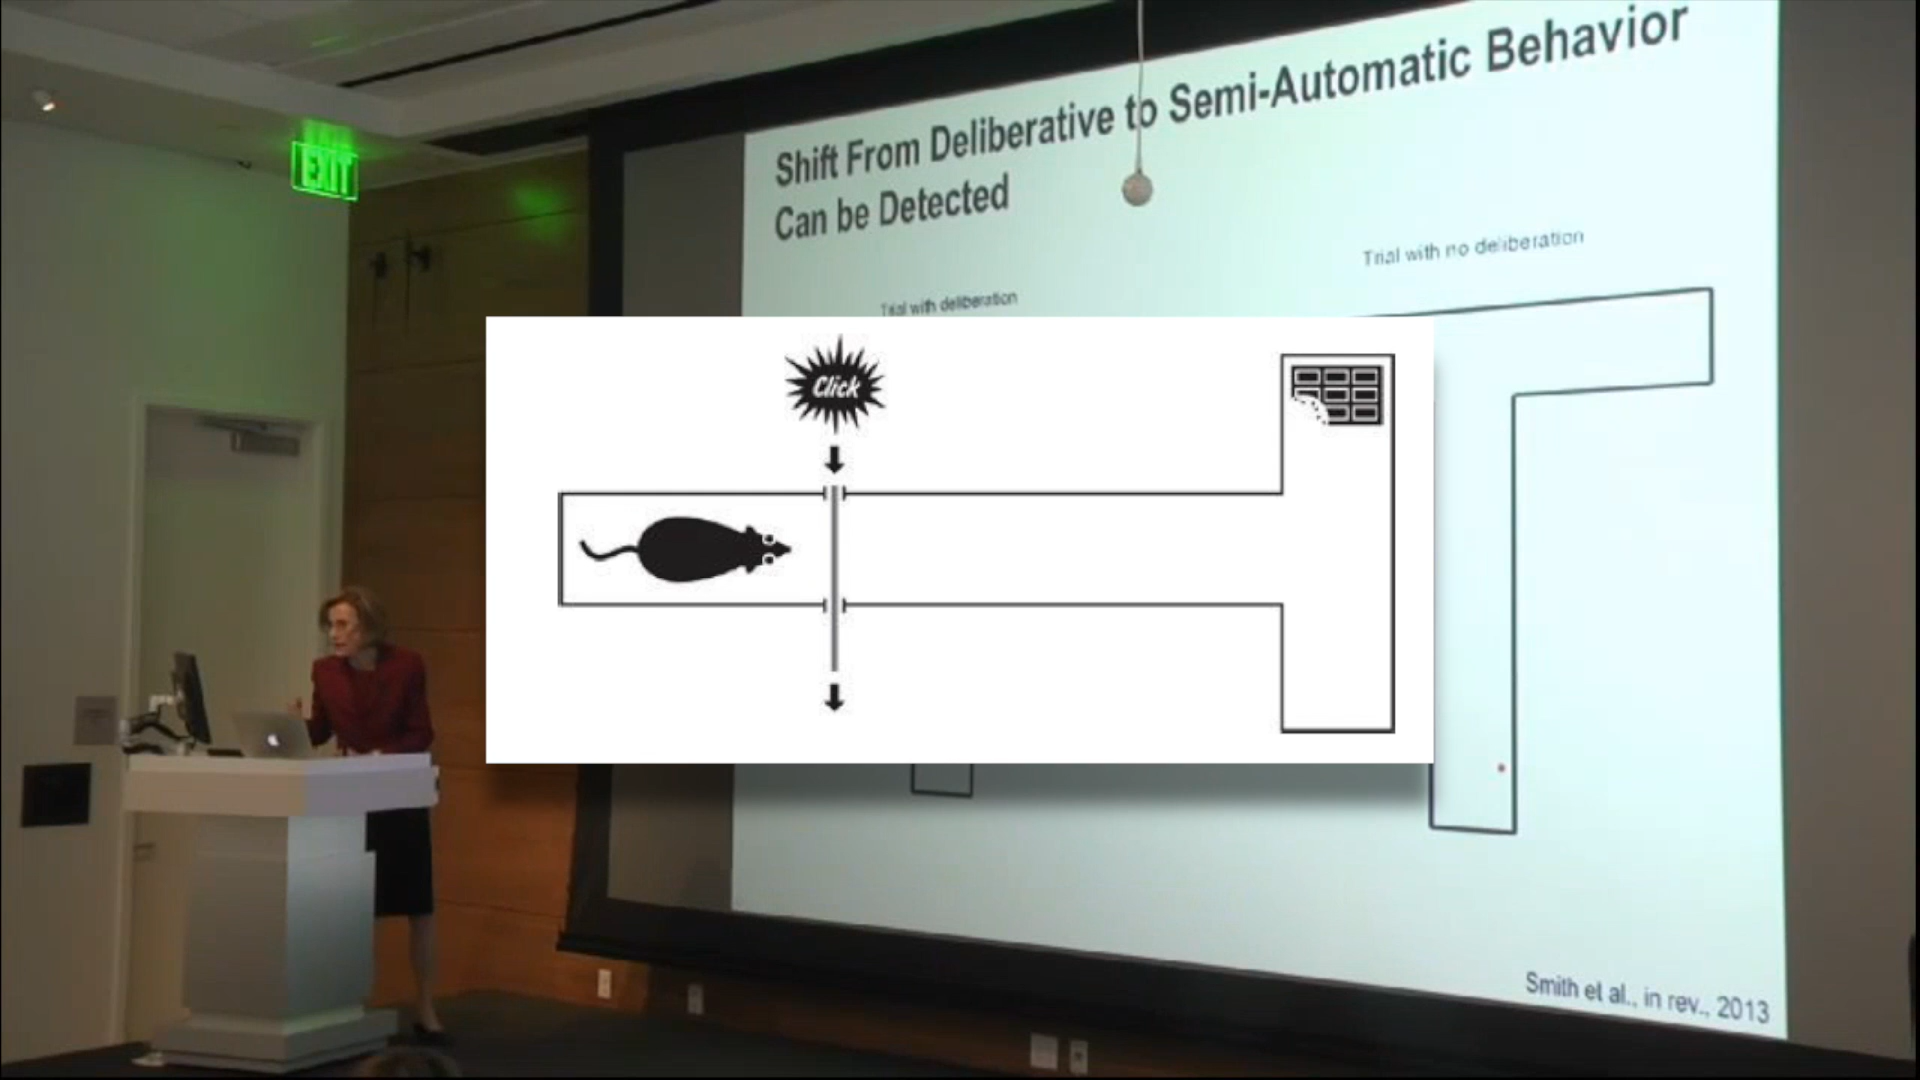 EXIT
Shift From Deliberative to Semi-Automatic Behavior
Can be Detected
Trial with deliberation
Trial with no deliberation
Click
Smith et al., in rev., 2013